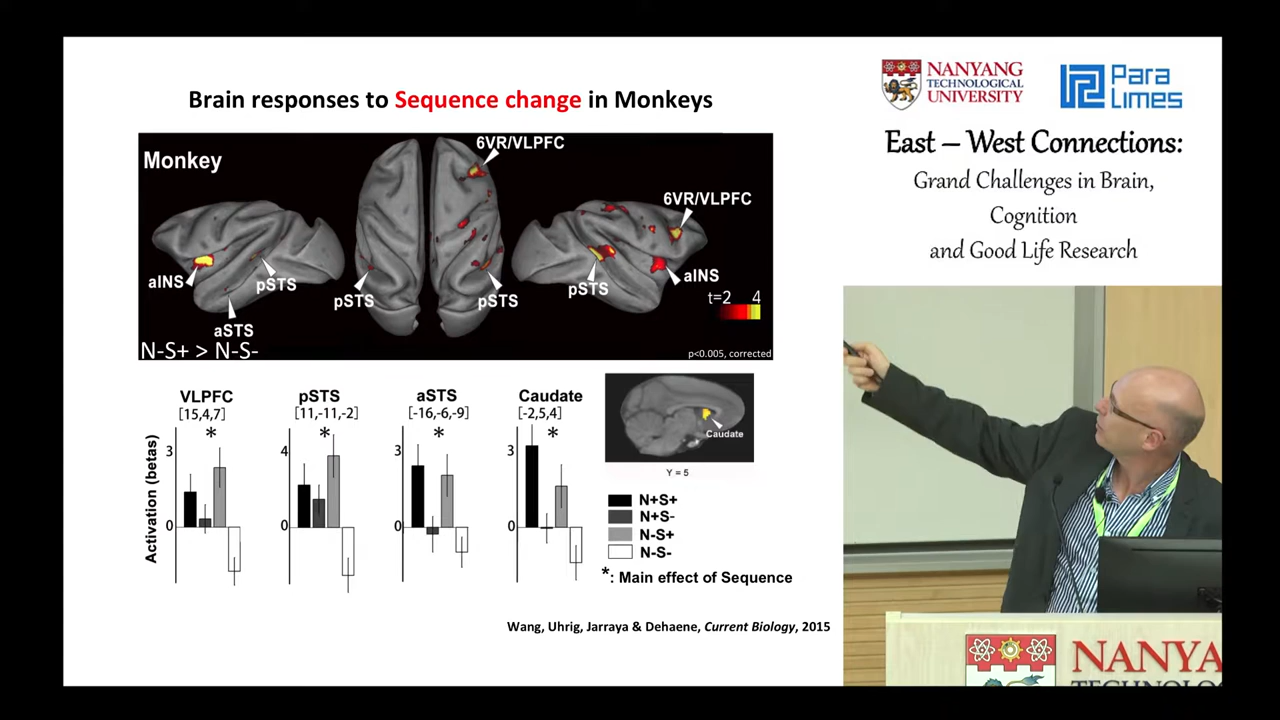 Brain responses to Sequence change in Monkeys
Monkey
6VR/VLPFC
6VR/VLPFC
aINS
pSTS
aSTS
pSTS
pSTS
pSTS
aINS
t=2 4
N-S+ > N-S-
p<0.005, corrected
VLPFC
[15,4,7]
pSTS
[11,-11,-2]
aSTS
[-16,-6,-9]
Caudate
[-2,5,4]
*
*
*
*
Activation (betas)
3
0
4
0
3
0
3
0
Caudate
Y = 5
N+S+
N+S-
N-S+
N-S-
*: Main effect of Sequence
Wang, Uhrig, Jarraya & Dehaene, Current Biology, 2015
NANYANG
TECHNOLOGICAL
UNIVERSITY
Para
Limes
East – West Connections:
Grand Challenges in Brain,
Cognition
and Good Life Research
NANYA
TECHNOLOG